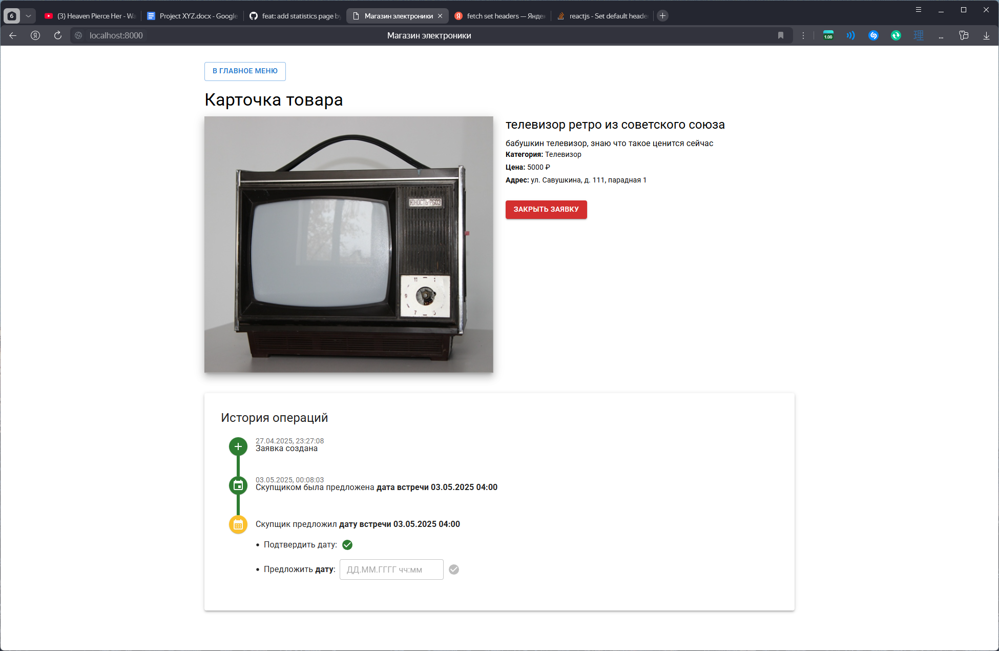 6
(3) Heaven Pierce Her - Wa
Project XYZ.docx - Google
feat: add statistics page by
Магазин электроники
fetch set headers — Яндек
reactjs - Set default heade
localhost:8000
Магазин электроники
1.00
В ГЛАВНОЕ МЕНЮ
Карточка товара
телевизор ретро из советского союза
бабушкин телевизор, знаю что такое ценится сейчас
Категория: Телевизор
Цена: 5000 ₽
Адрес: ул. Савушкина, д. 111, парадная 1
ЗАКРЫТЬ ЗАЯВКУ
ЮНОСТЬ-Р603
11 1
9
7 5
История операций
27.04.2025, 23:27:08
Заявка создана
03.05.2025, 00:08:03
Скупщиком была предложена дата встречи 03.05.2025 04:00
Скупщик предложил дату встречи 03.05.2025 04:00
• Подтвердить дату:
• Предложить дату: ДД.ММ.ГГГГ чч:мм